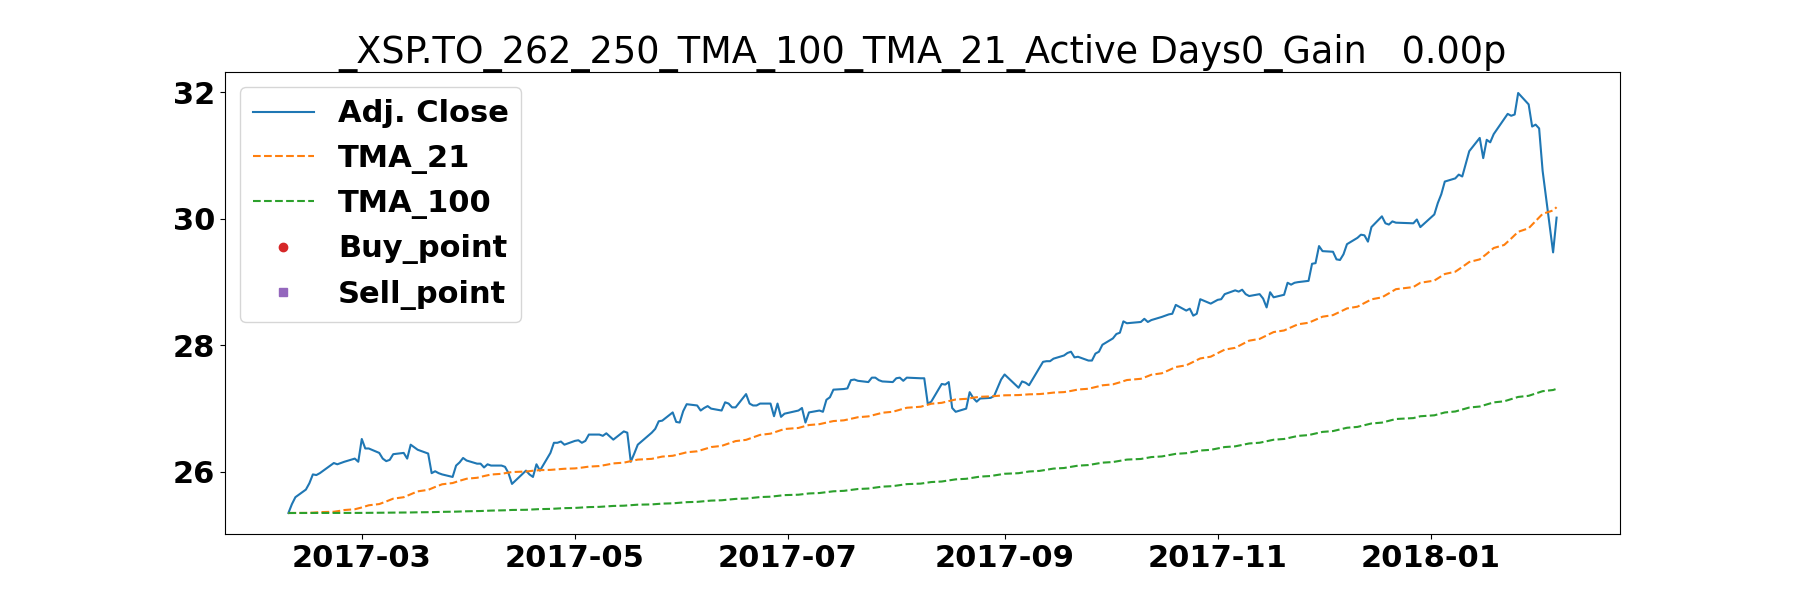 _XSP.TO_262_250_TMA_100_TMA_21_Active Days0_Gain   0.00p
Adj. Close
TMA_21
TMA_100
Buy_point
Sell_point
32
30
28
26
2017-03 2017-05 2017-07 2017-09 2017-11 2018-01